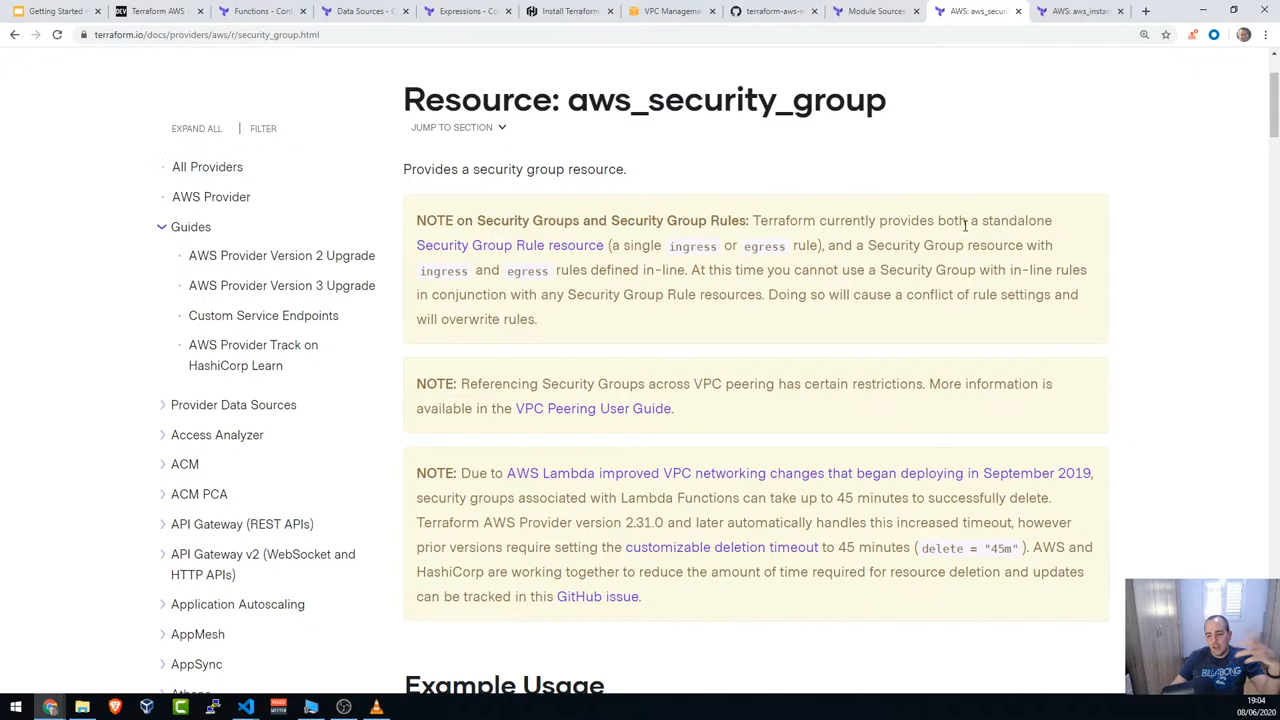 Getting Started w
Terraform AWS
Functions - Conf
Data Sources - C
Expressions - Co
Install Terraform
VPC Managemen
terraform-aws-m
Module Sources
AWS: aws_secur
AWS: aws_instan
terraform.io/docs/providers/aws/r/security_group.html
Resource: aws_security_group
JUMP TO SECTION
EXPAND ALL | FILTER
All Providers
AWS Provider
Guides
AWS Provider Version 2 Upgrade
AWS Provider Version 3 Upgrade
Custom Service Endpoints
AWS Provider Track on
HashiCorp Learn
Provider Data Sources
Access Analyzer
ACM
ACM PCA
API Gateway (REST APIs)
API Gateway v2 (WebSocket and
HTTP APIs)
Application Autoscaling
AppMesh
AppSync
Athena
Provides a security group resource.
NOTE on Security Groups and Security Group Rules: Terraform currently provides both a standalone
Security Group Rule resource (a single ingress or egress rule), and a Security Group resource with
ingress and egress rules defined in-line. At this time you cannot use a Security Group with in-line rules
in conjunction with any Security Group Rule resources. Doing so will cause a conflict of rule settings and
will overwrite rules.
NOTE: Referencing Security Groups across VPC peering has certain restrictions. More information is
available in the VPC Peering User Guide.
NOTE: Due to AWS Lambda improved VPC networking changes that began deploying in September 2019,
security groups associated with Lambda Functions can take up to 45 minutes to successfully delete.
Terraform AWS Provider version 2.31.0 and later automatically handles this increased timeout, however
prior versions require setting the customizable deletion timeout to 45 minutes ( delete = "45m" ). AWS and
HashiCorp are working together to reduce the amount of time required for resource deletion and updates
can be tracked in this GitHub issue.
Example Usage
BILLABONG
19:04
08/06/2020